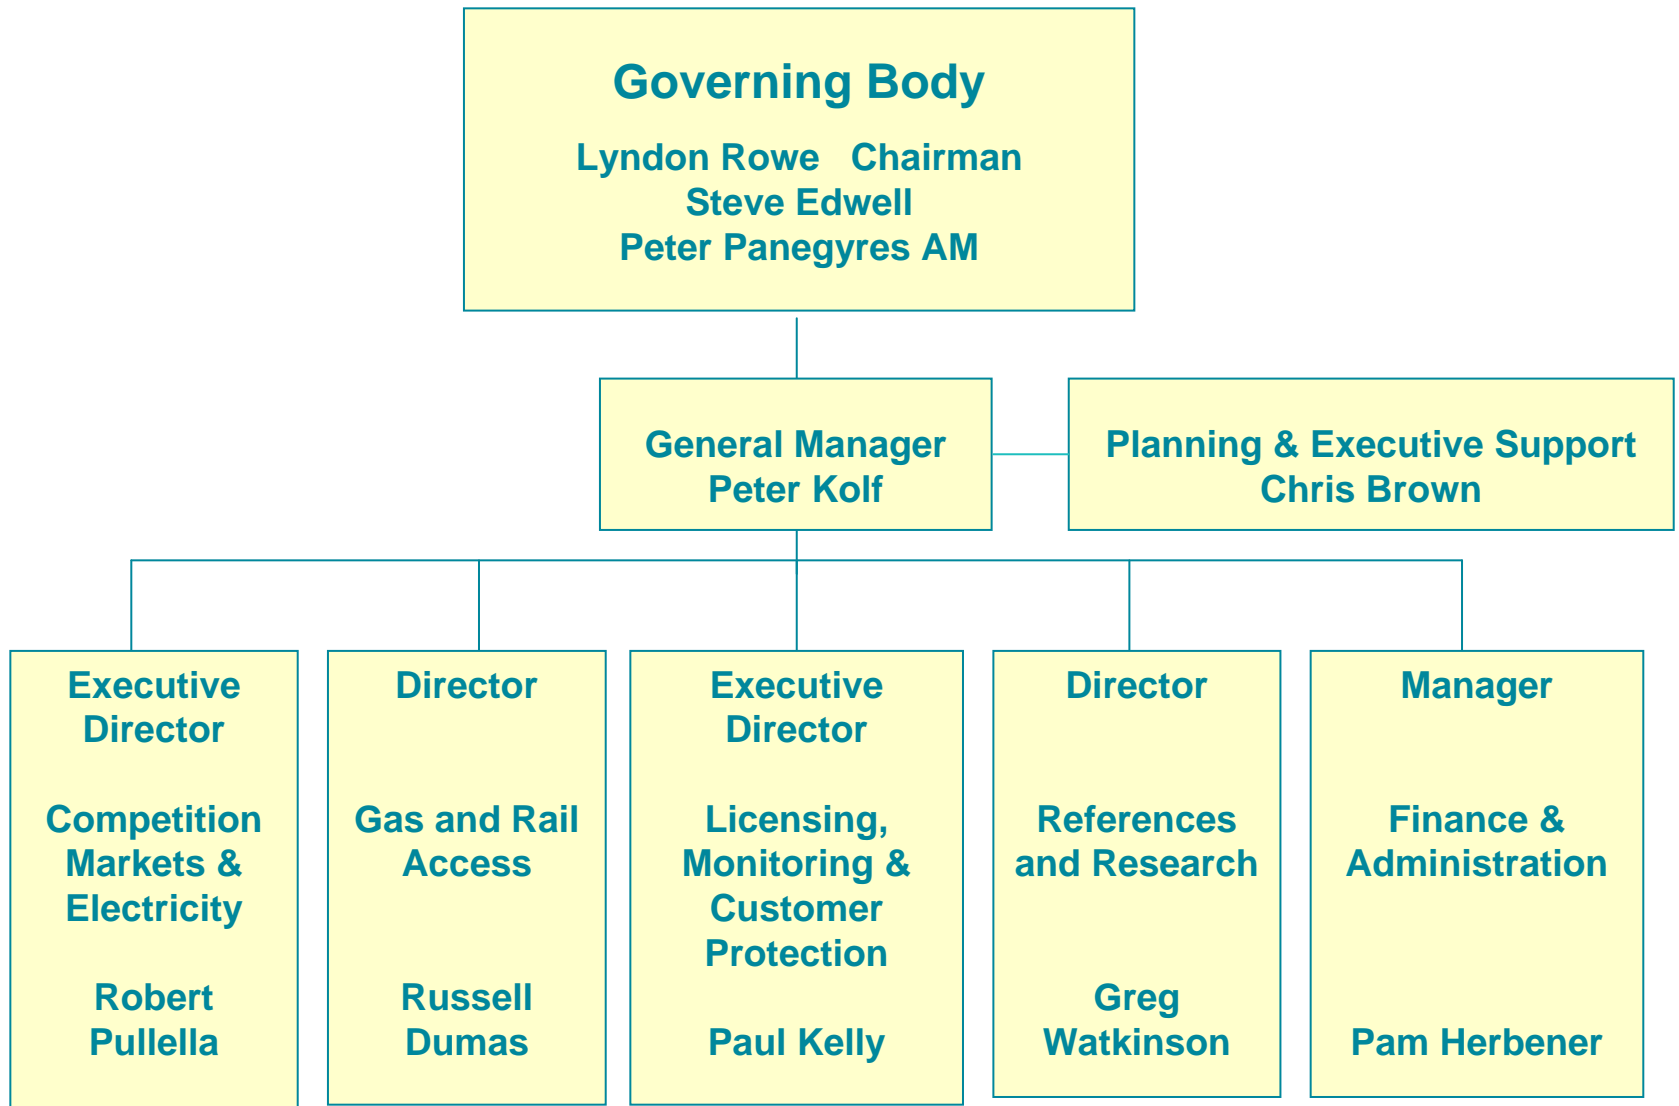 Governing Body
Lyndon Rowe Chairman
Steve Edwell
Peter Panegyres AM
General Manager
Peter Kolf
Planning & Executive Support
Chris Brown
Executive
Director
Competition
Markets &
Electricity
Robert
Pullella
Director
Gas and Rail
Access
Russell
Dumas
Executive
Director
Licensing,
Monitoring &
Customer
Protection
Paul Kelly
Director
References
and Research
Greg
Watkinson
Manager
Finance &
Administration
Pam Herbener